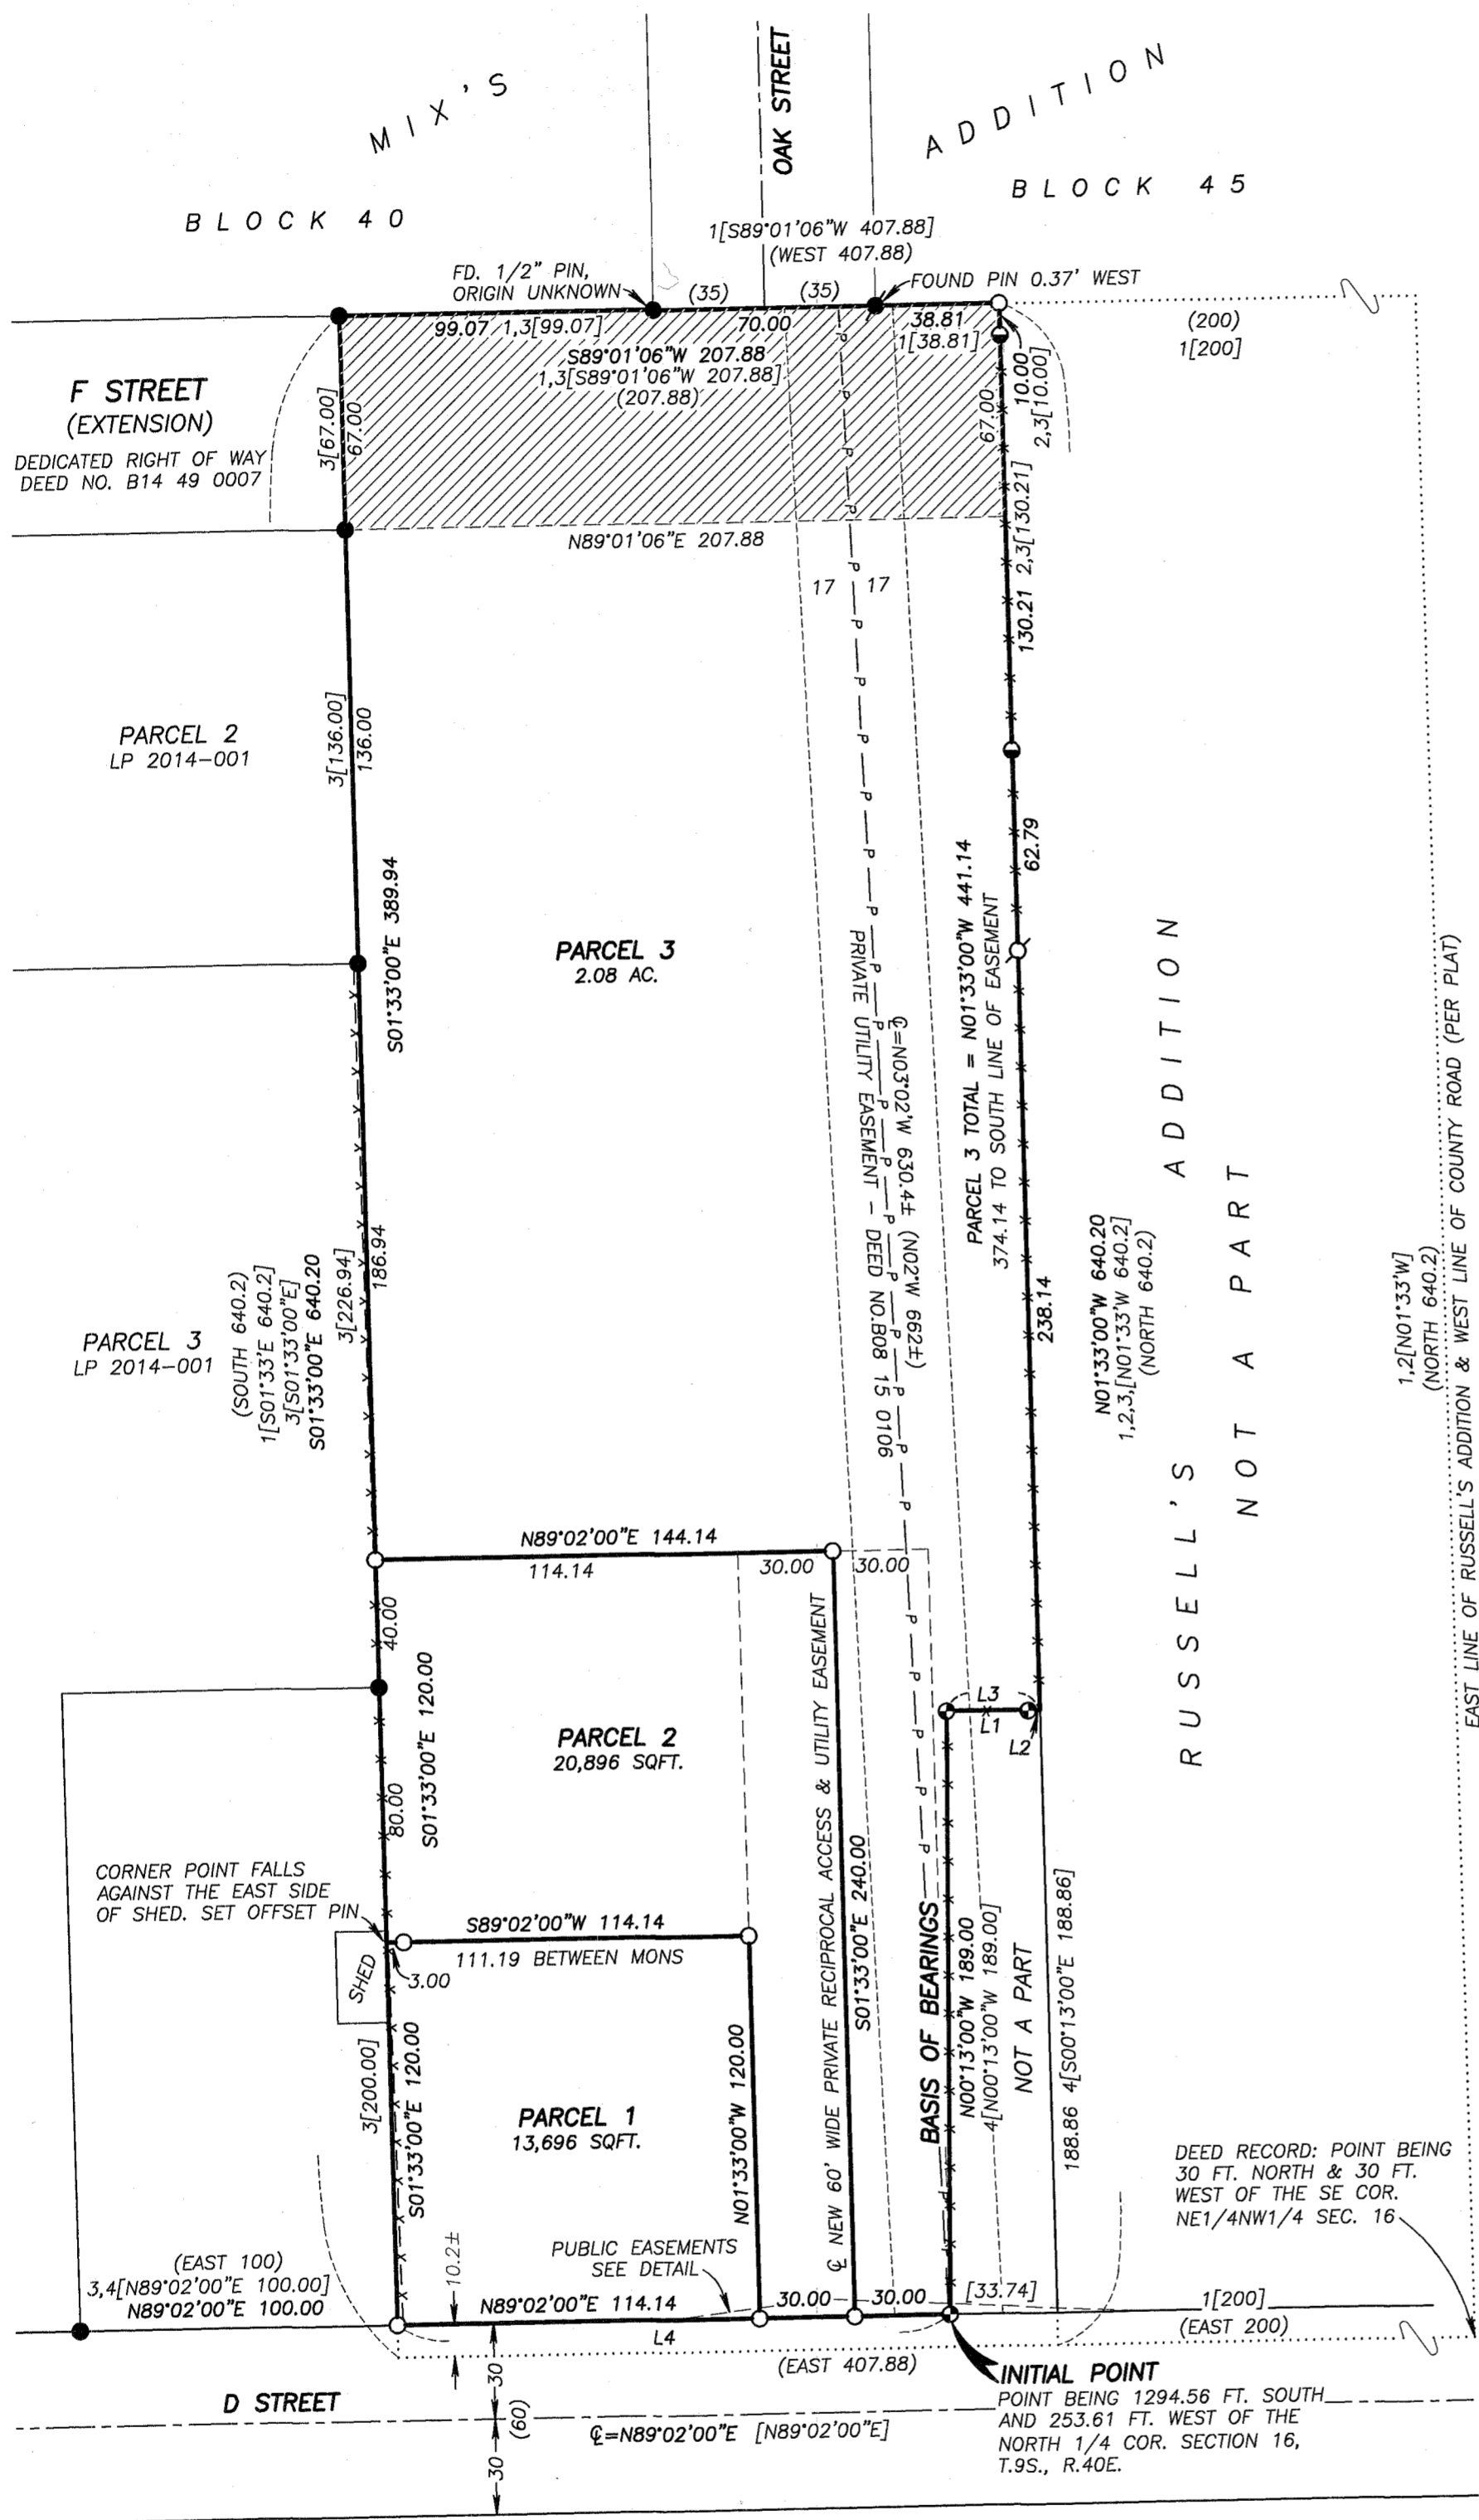 MIX'S
ADDITION
OAK STREET
BLOCK 40
BLOCK 45
1[S89°01'06"W 407.88]
(WEST 407.88)
FD. 1/2" PIN,
ORIGIN UNKNOWN
(35)
(35)
FOUND PIN 0.37' WEST
99.07 1,3[99.07]
70.00
38.81
1[38.81]
S89°01'06"W 207.88
1,3[S89°01'06"W 207.88]
(207.88)
(200)
1[200]
F STREET
(EXTENSION)
DEDICATED RIGHT OF WAY
DEED NO. B14 49 0007
3[67.00]
67.00
67.00
10.00
2,3[10.00]
N89°01'06"E 207.88
17
17
130.21 2,3[130.21]
PARCEL 2
LP 2014-001
3[136.00]
136.00
S01°33'00"E 389.94
PARCEL 3
2.08 AC.
62.79
PRIVATE UTILITY EASEMENT - DEED NO.B08 15 0106
℄=N03°02'W 630.4± (N02°W 662±)
PARCEL 3 TOTAL = N01°33'00"W 441.14
374.14 TO SOUTH LINE OF EASEMENT
238.14
N01°33'00"W 640.20
1,2,3,[N01°33'W 640.2]
(NORTH 640.2)
RUSSELL'S ADDITION
NOT A PART
1,2[N01°33'W]
(NORTH 640.2)
EAST LINE OF RUSSELL'S ADDITION & WEST LINE OF COUNTY ROAD (PER PLAT)
PARCEL 3
LP 2014-001
(SOUTH 640.2)
1[S01°33'E 640.2]
3[S01°33'00"E]
S01°33'00"E 640.20
3[226.94]
186.94
N89°02'00"E 144.14
114.14
30.00
30.00
40.00
80.00
S01°33'00"E 120.00
PARCEL 2
20,896 SQFT.
L3
L1
L2
CORNER POINT FALLS
AGAINST THE EAST SIDE
OF SHED. SET OFFSET PIN
S89°02'00"W 114.14
111.19 BETWEEN MONS
SHED
3.00
℄ NEW 60' WIDE PRIVATE RECIPROCAL ACCESS & UTILITY EASEMENT
S01°33'00"E 240.00
BASIS OF BEARINGS
N00°13'00"W 189.00
4[N00°13'00"W 189.00]
NOT A PART
188.86 4[S00°13'00"E 188.86]
3[200.00]
S01°33'00"E 120.00
PARCEL 1
13,696 SQFT.
N01°33'00"W 120.00
DEED RECORD: POINT BEING
30 FT. NORTH & 30 FT.
WEST OF THE SE COR.
NE1/4NW1/4 SEC. 16
(EAST 100)
3,4[N89°02'00"E 100.00]
N89°02'00"E 100.00
10.2±
PUBLIC EASEMENTS
SEE DETAIL
N89°02'00"E 114.14
30.00
30.00
[33.74]
1[200]
(EAST 200)
L4
(EAST 407.88)
D STREET
30
(60)
30
℄=N89°02'00"E [N89°02'00"E]
INITIAL POINT
POINT BEING 1294.56 FT. SOUTH
AND 253.61 FT. WEST OF THE
NORTH 1/4 COR. SECTION 16,
T.9S., R.40E.